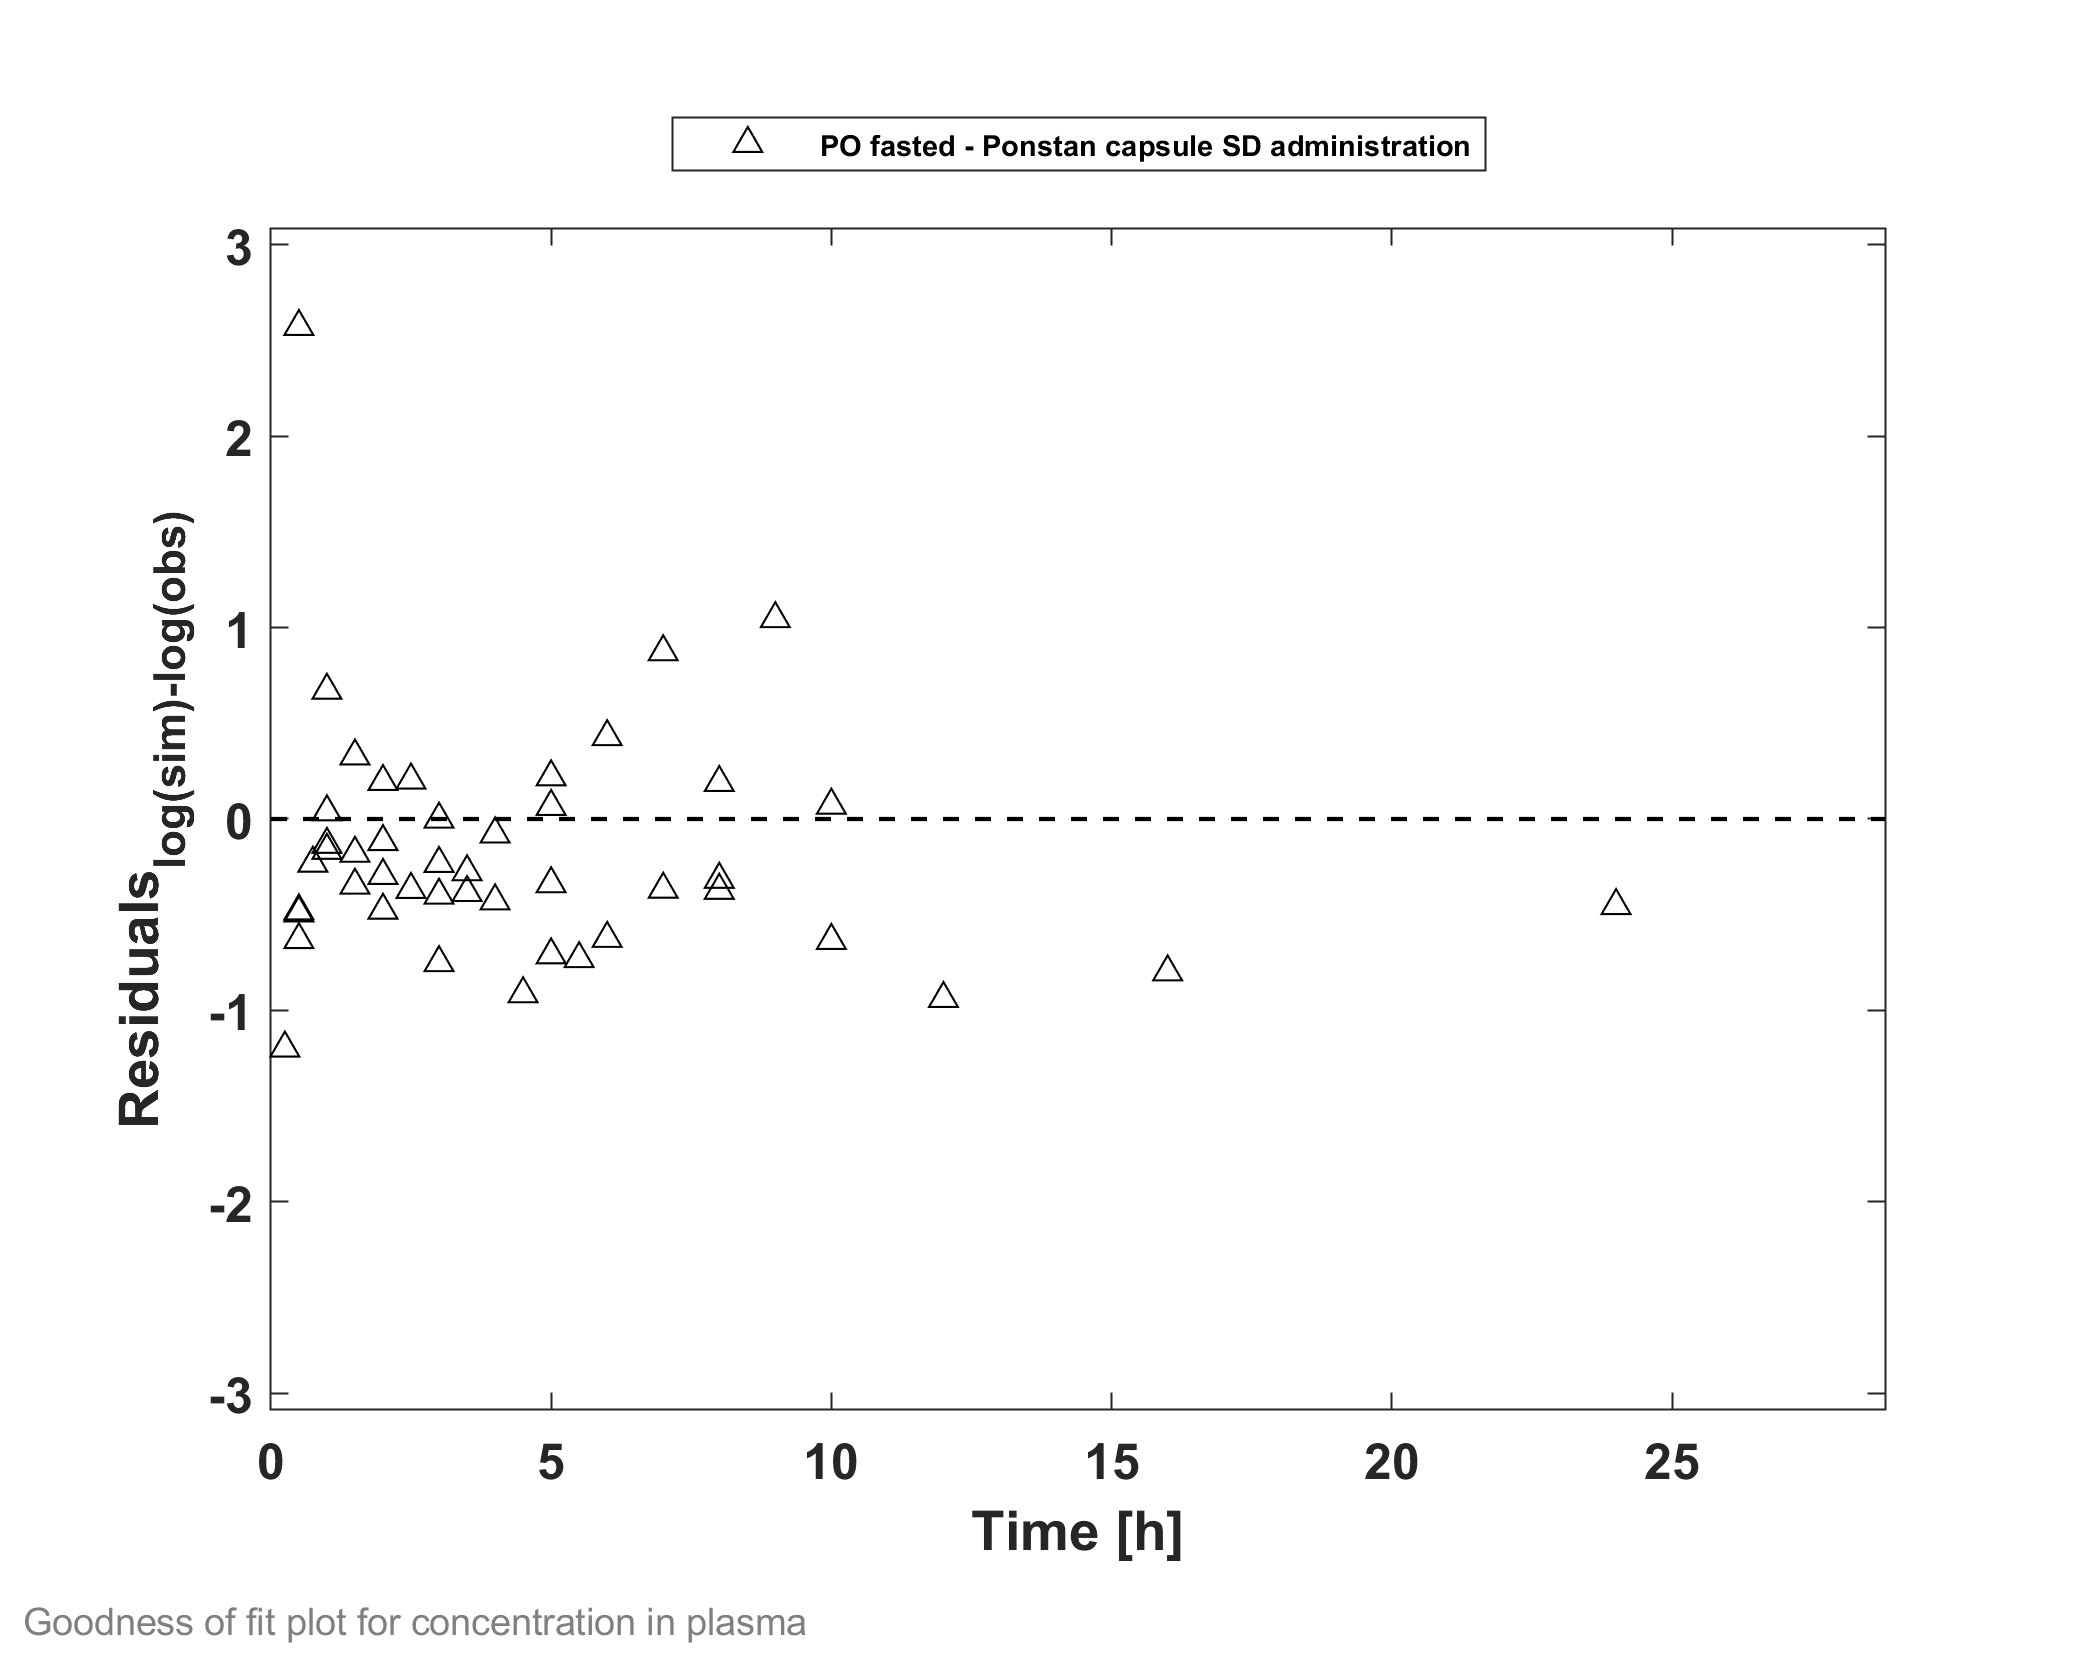 PO fasted - Ponstan capsule SD administration
3
2
1
0
-1
-2
-3
Residuals log(sim)-log(obs)
0 5 10 15 20 25
Time [h]
Goodness of fit plot for concentration in plasma